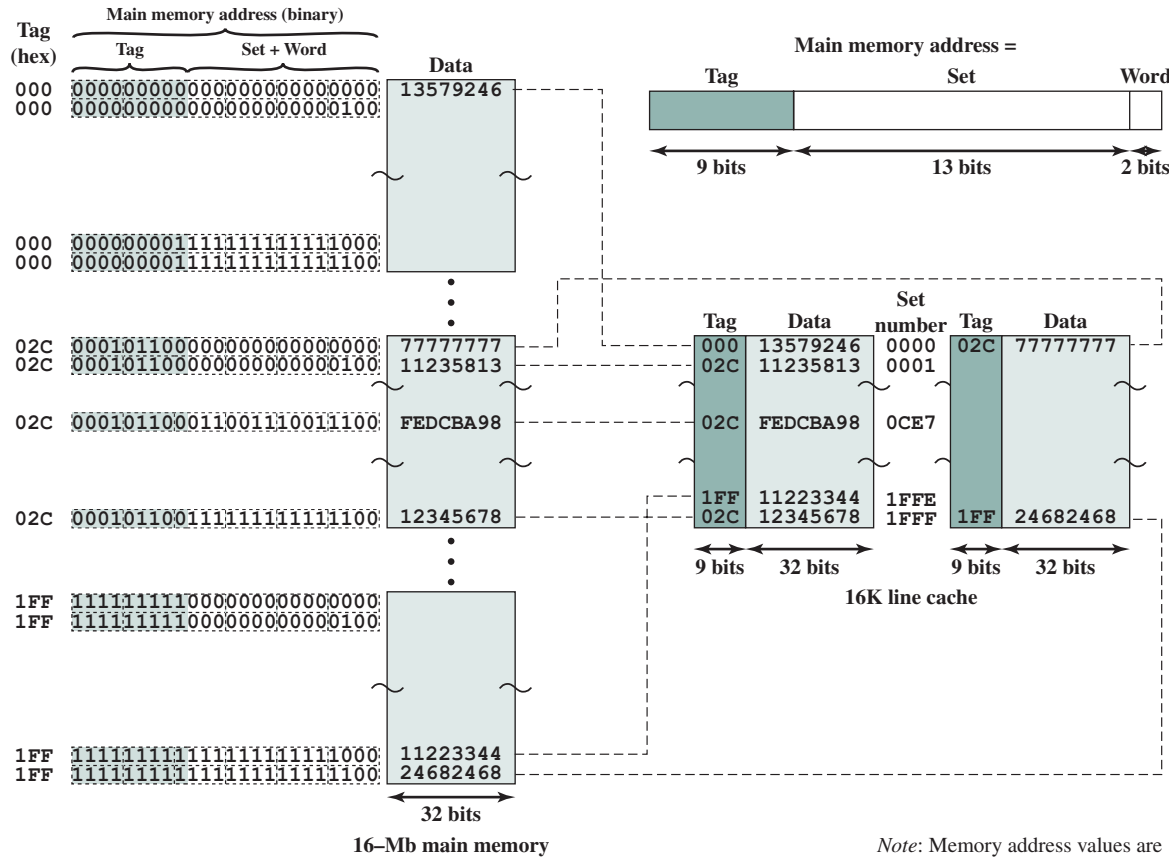 Tag
(hex)
Main memory address (binary)
Tag
Set + Word
Data
000 000000000000000000000000 13579246
000 000000000000000000000100
000 000000001111111111111000
000 000000001111111111111100
02C 000101100000000000000000 77777777
02C 000101100000000000000100 11235813
02C 000101100011001110011100 FEDCBA98
02C 000101100111111111111100 12345678
1FF 111111111000000000000000
1FF 111111111000000000000100
1FF 111111111111111111111000 11223344
1FF 111111111111111111111100 24682468
32 bits
16–Mb main memory
Main memory address =
Tag Set Word
9 bits 13 bits 2 bits
Tag Data Set number Tag Data
000 13579246 0000 02C 77777777
02C 11235813 0001
02C FEDCBA98 0CE7
1FF 11223344 1FFE
02C 12345678 1FFF 1FF 24682468
9 bits 32 bits 9 bits 32 bits
16K line cache
Note: Memory address values are